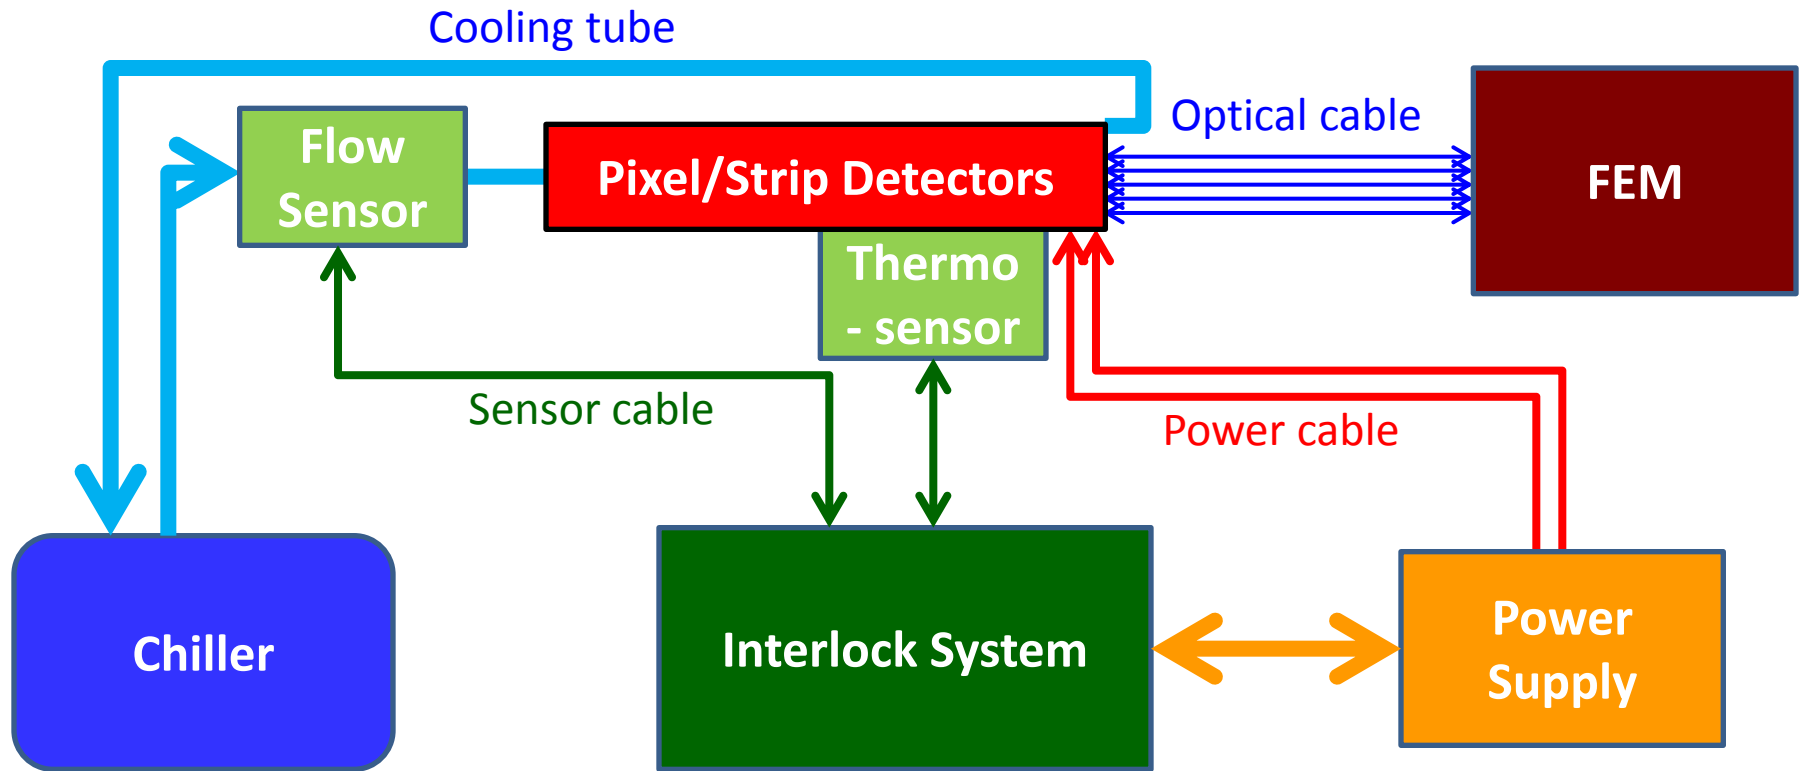 Cooling tube
Optical cable
Flow
Sensor
Pixel/Strip Detectors
FEM
Thermo
- sensor
Sensor cable
Power cable
Chiller
Interlock System
Power
Supply